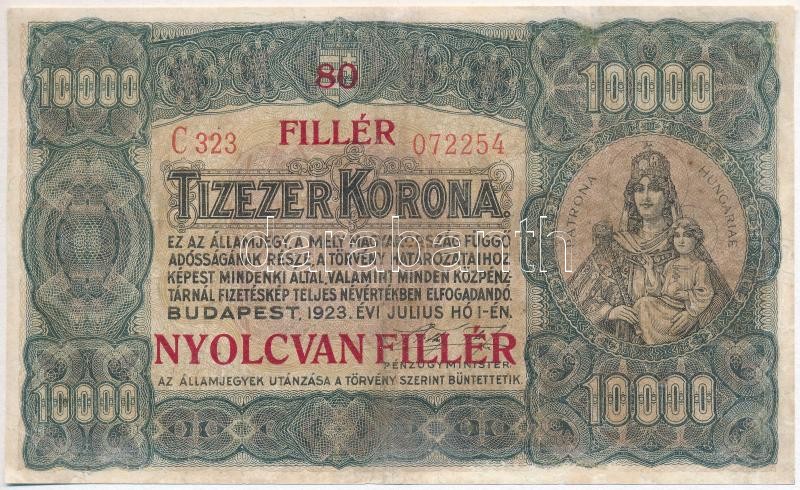 10000
80
10000
FILLÉR
C 323
072254
TIZEZER KORONA.
PATRONA HUNGARIAE
EZ AZ ÁLLAMJEGY, A MELY MAGYARORSZÁG FÜGGŐ
ADÓSSÁGÁNAK RÉSZE, A TÖRVÉNY HATÁROZATAIHOZ
KÉPEST MINDENKI ÁLTAL, VALAMINT MINDEN KÖZPÉNZ-
TÁRNÁL FIZETÉSKÉP TELJES NÉVÉRTÉKBEN ELFOGADANDÓ.
BUDAPEST, 1923. ÉVI JULIUS HÓ 1-ÉN.
NYOLCVAN FILLÉR
PÉNZÜGYMINISTER
AZ ÁLLAMJEGYEK UTÁNZÁSA A TÖRVÉNY SZERINT BÜNTETTETIK.
10000
10000
darabanth